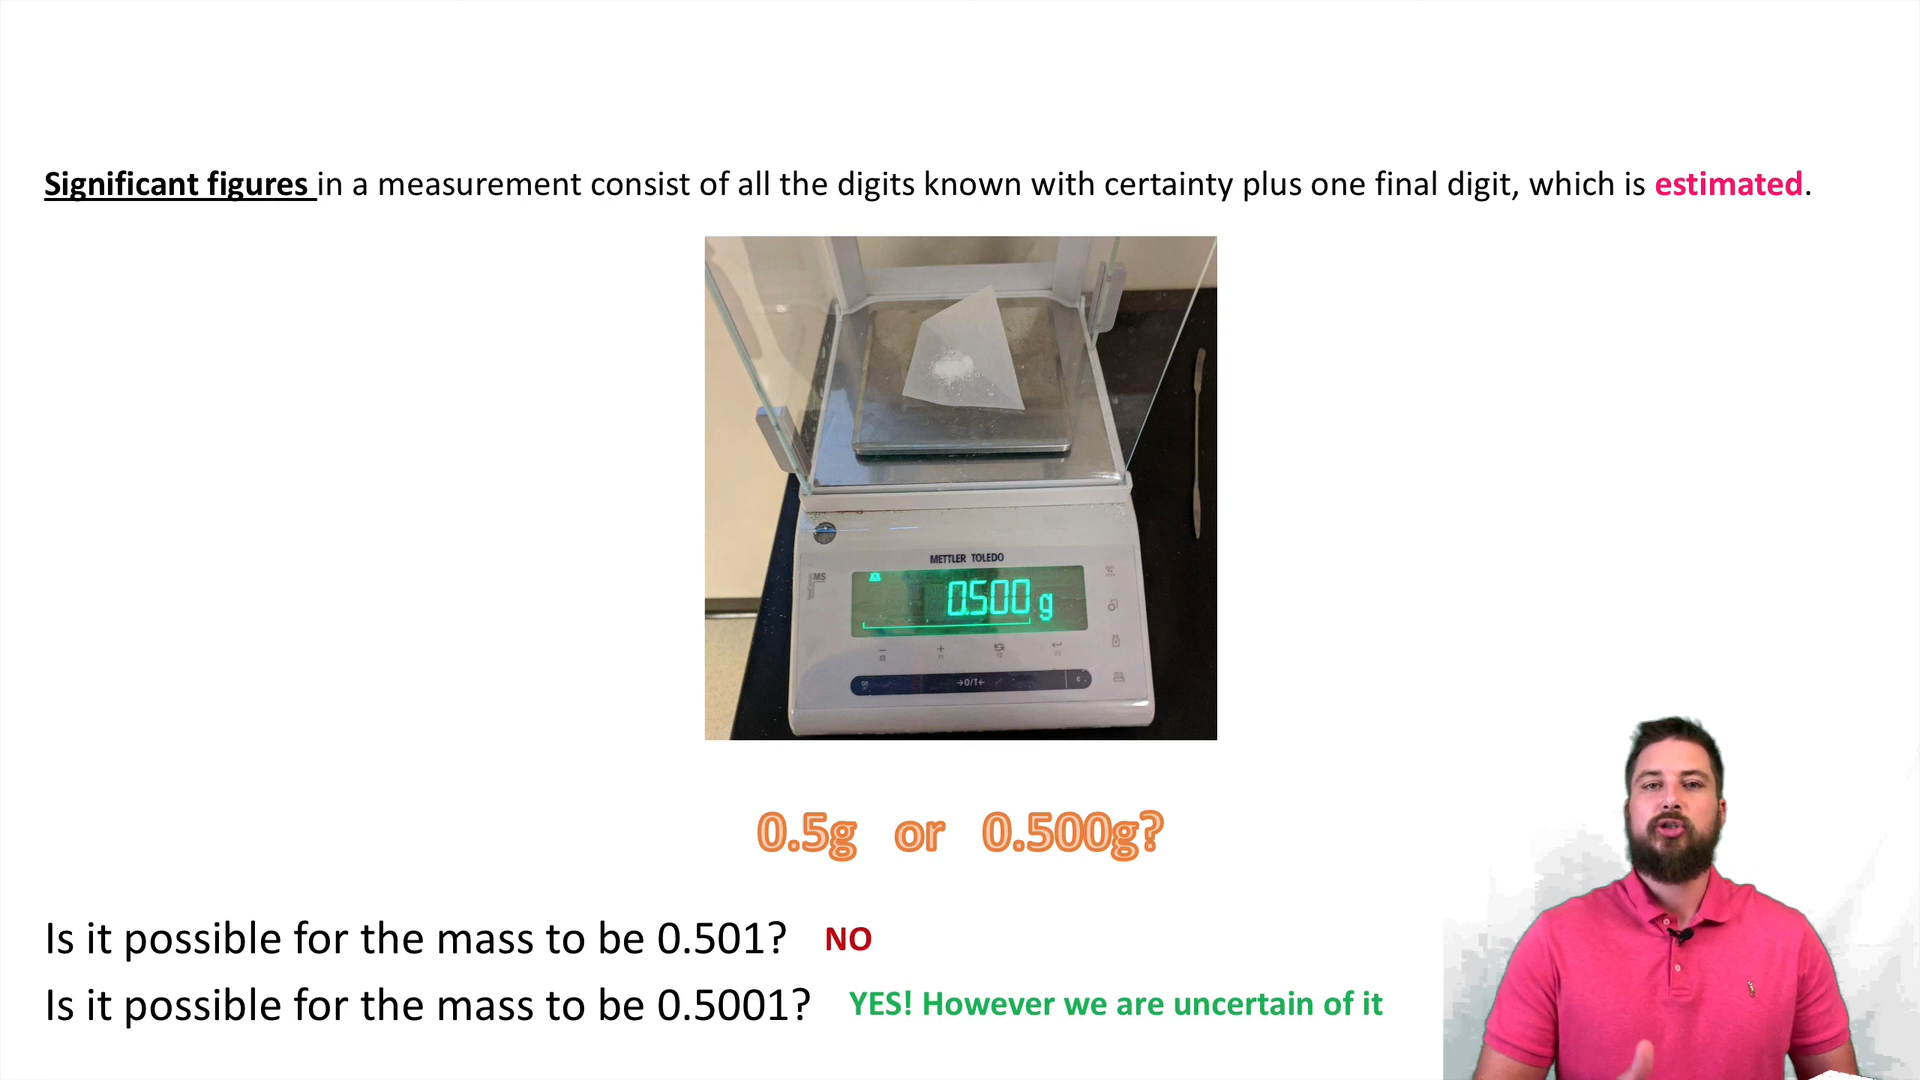 Significant figures in a measurement consist of all the digits known with certainty plus one final digit, which is estimated.
METTLER TOLEDO
MS
0.500 g
→0/T←
0.5g or 0.500g?
Is it possible for the mass to be 0.501? NO
Is it possible for the mass to be 0.5001? YES! However we are uncertain of it